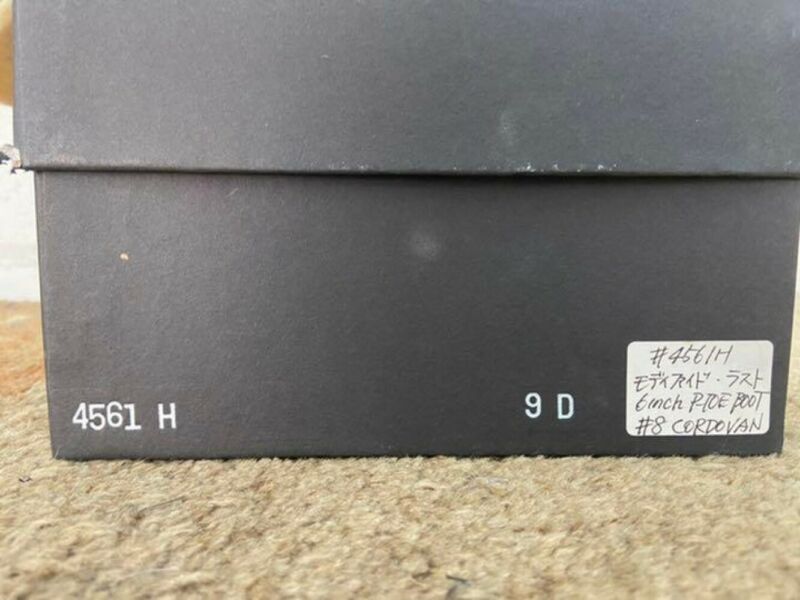 4561 H
9 D
#4561H
モディファイド・ラスト
6inch P-TOE BOOT
#8 CORDOVAN